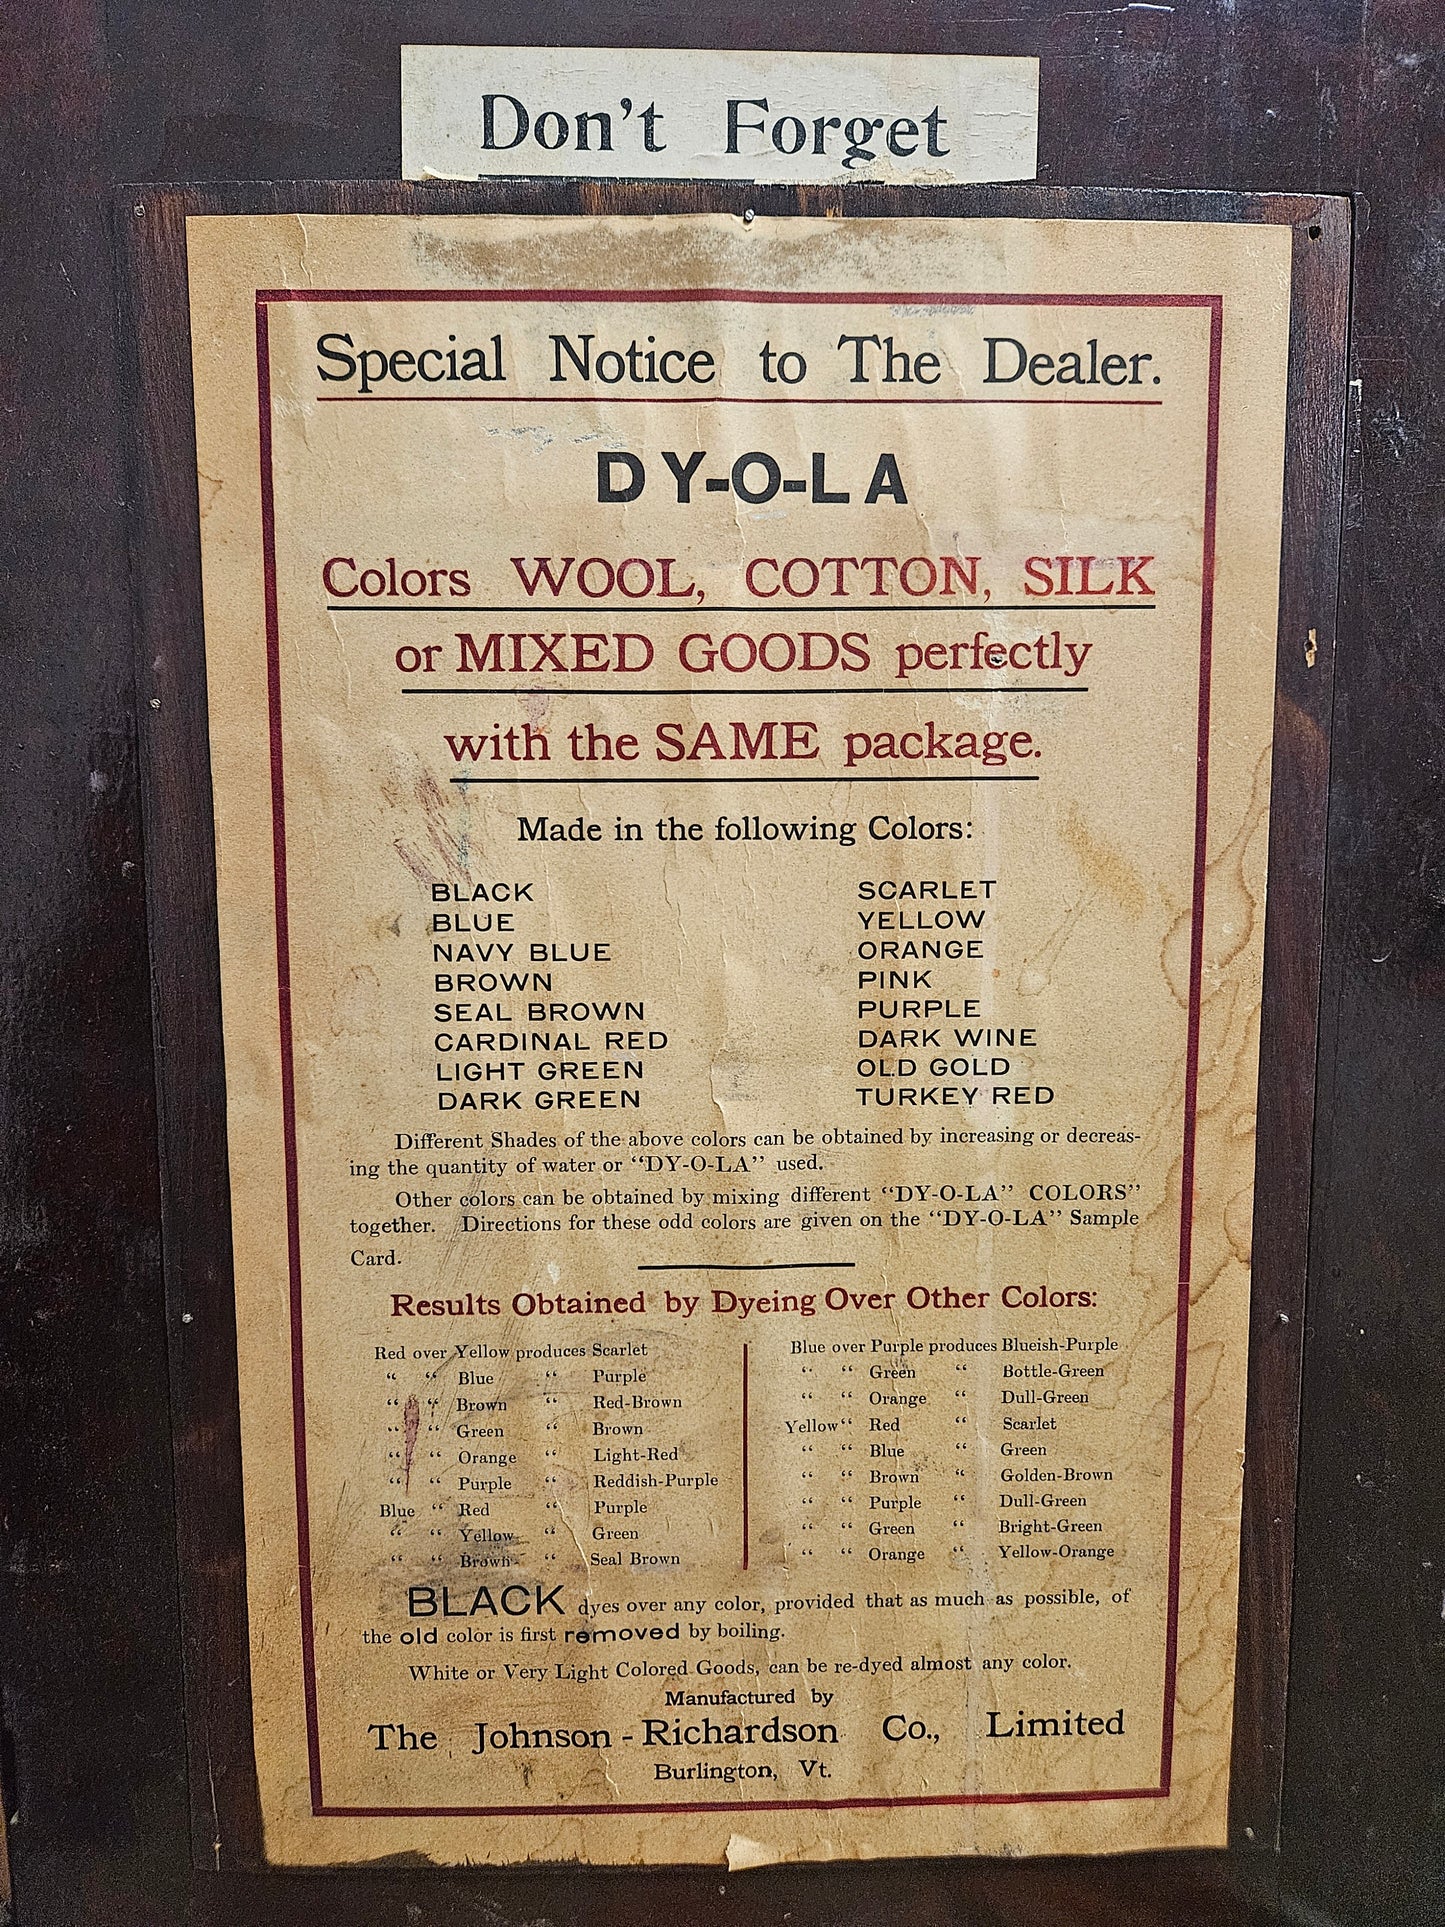 Don't Forget
Special Notice to The Dealer.
DY-O-LA
Colors WOOL, COTTON, SILK
or MIXED GOODS perfectly
with the SAME package.
Made in the following Colors:
BLACK
BLUE
NAVY BLUE
BROWN
SEAL BROWN
CARDINAL RED
LIGHT GREEN
DARK GREEN
SCARLET
YELLOW
ORANGE
PINK
PURPLE
DARK WINE
OLD GOLD
TURKEY RED
Different Shades of the above colors can be obtained by increasing or decreas-
ing the quantity of water or “DY-O-LA” used.
Other colors can be obtained by mixing different “DY-O-LA” COLORS”
together. Directions for these odd colors are given on the “DY-O-LA” Sample
Card.
Results Obtained by Dyeing Over Other Colors:
Red over Yellow produces Scarlet
“ “ Blue “ Purple
“ “ Brown “ Red-Brown
“ “ Green “ Brown
“ “ Orange “ Light-Red
“ “ Purple “ Reddish-Purple
Blue “ Red “ Purple
“ “ Yellow “ Green
“ “ Brown “ Seal Brown
Blue over Purple produces Blueish-Purple
“ “ Green “ Bottle-Green
“ “ Orange “ Dull-Green
Yellow “ Red “ Scarlet
“ “ Blue “ Green
“ “ Brown “ Golden-Brown
“ “ Purple “ Dull-Green
“ “ Green “ Bright-Green
“ “ Orange “ Yellow-Orange
BLACK dyes over any color, provided that as much as possible, of
the old color is first removed by boiling.
White or Very Light Colored Goods, can be re-dyed almost any color.
Manufactured by
The Johnson-Richardson Co., Limited
Burlington, Vt.